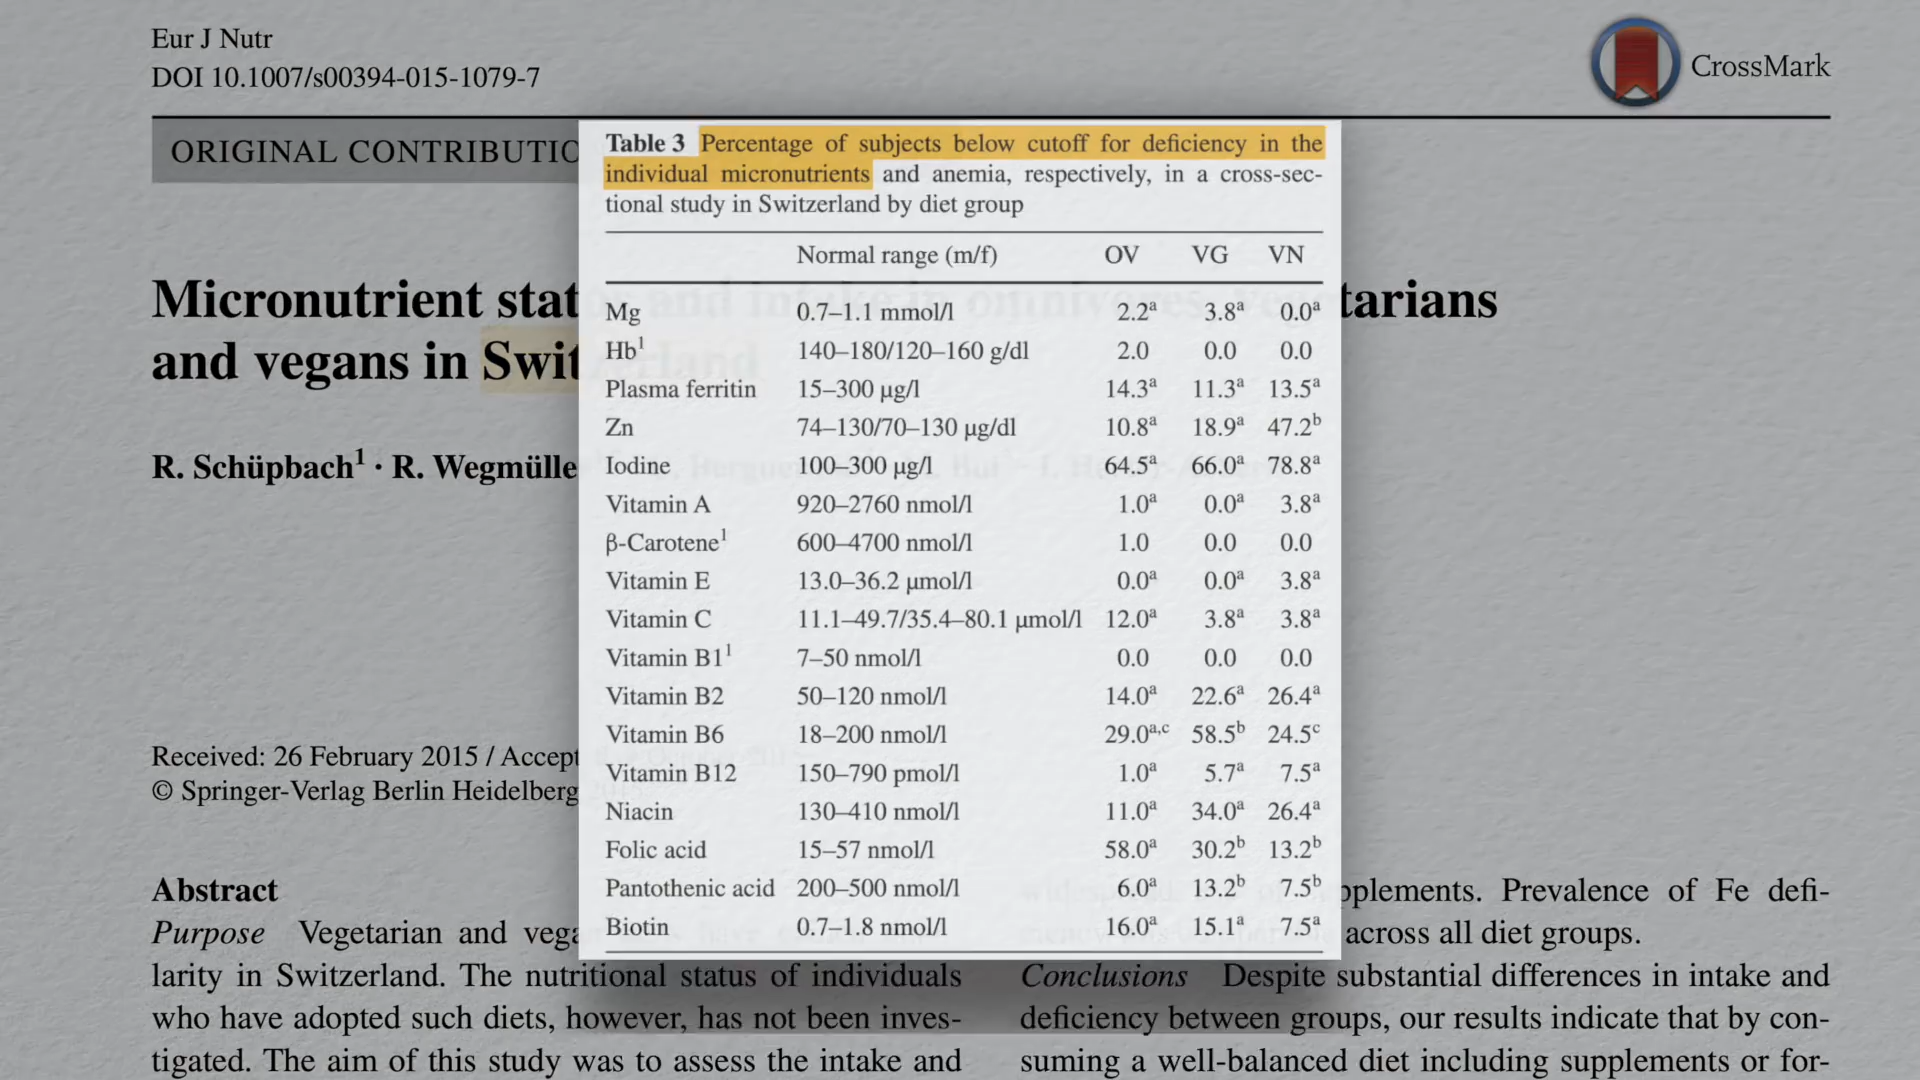 Eur J Nutr
DOI 10.1007/s00394-015-1079-7
CrossMark
ORIGINAL CONTRIBUTIO
Micronutrient stat tarians
and vegans in Swit
R. Schüpbach¹ · R. Wegmülle
Received: 26 February 2015 / Accept
© Springer-Verlag Berlin Heidelberg
Abstract
Purpose Vegetarian and vega
larity in Switzerland. The nutritional status of individuals
who have adopted such diets, however, has not been inves-
tigated. The aim of this study was to assess the intake and
Table 3 Percentage of subjects below cutoff for deficiency in the
individual micronutrients and anemia, respectively, in a cross-sec-
tional study in Switzerland by diet group
Normal range (m/f) OV VG VN
Mg 0.7–1.1 mmol/l 2.2ᵃ 3.8ᵃ 0.0ᵃ
Hb¹ 140–180/120–160 g/dl 2.0 0.0 0.0
Plasma ferritin 15–300 µg/l 14.3ᵃ 11.3ᵃ 13.5ᵃ
Zn 74–130/70–130 µg/dl 10.8ᵃ 18.9ᵃ 47.2ᵇ
Iodine 100–300 µg/l 64.5ᵃ 66.0ᵃ 78.8ᵃ
Vitamin A 920–2760 nmol/l 1.0ᵃ 0.0ᵃ 3.8ᵃ
β-Carotene¹ 600–4700 nmol/l 1.0 0.0 0.0
Vitamin E 13.0–36.2 µmol/l 0.0ᵃ 0.0ᵃ 3.8ᵃ
Vitamin C 11.1–49.7/35.4–80.1 µmol/l 12.0ᵃ 3.8ᵃ 3.8ᵃ
Vitamin B1¹ 7–50 nmol/l 0.0 0.0 0.0
Vitamin B2 50–120 nmol/l 14.0ᵃ 22.6ᵃ 26.4ᵃ
Vitamin B6 18–200 nmol/l 29.0ᵃ,ᶜ 58.5ᵇ 24.5ᶜ
Vitamin B12 150–790 pmol/l 1.0ᵃ 5.7ᵃ 7.5ᵃ
Niacin 130–410 nmol/l 11.0ᵃ 34.0ᵃ 26.4ᵃ
Folic acid 15–57 nmol/l 58.0ᵃ 30.2ᵇ 13.2ᵇ
Pantothenic acid 200–500 nmol/l 6.0ᵃ 13.2ᵇ 7.5ᵇ
Biotin 0.7–1.8 nmol/l 16.0ᵃ 15.1ᵃ 7.5ᵃ
pplements. Prevalence of Fe defi-
across all diet groups.
Conclusions Despite substantial differences in intake and
deficiency between groups, our results indicate that by con-
suming a well-balanced diet including supplements or for-